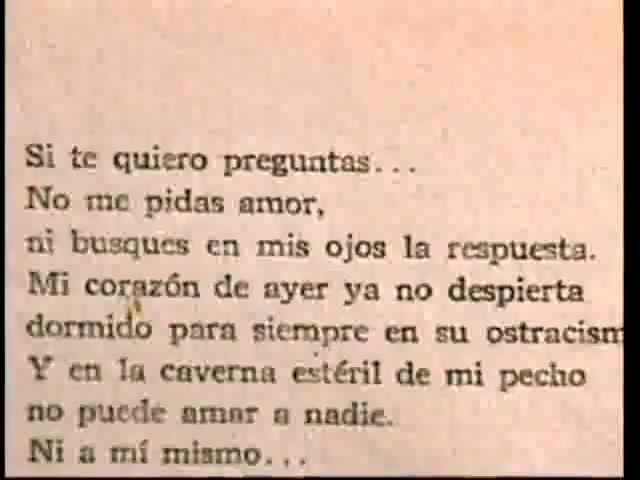 Si te quiero preguntas...
No me pidas amor,
ni busques en mis ojos la respuesta.
Mi corazón de ayer ya no despierta
dormido para siempre en su ostracism
Y en la caverna estéril de mi pecho
no puede amar a nadie.
Ni a mí mismo...